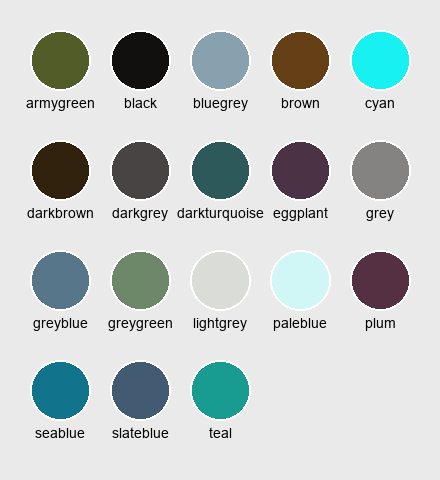 armygreen black bluegrey brown cyan
darkbrown darkgrey darkturquoise eggplant grey
greyblue greygreen lightgrey paleblue plum
seablue slateblue teal